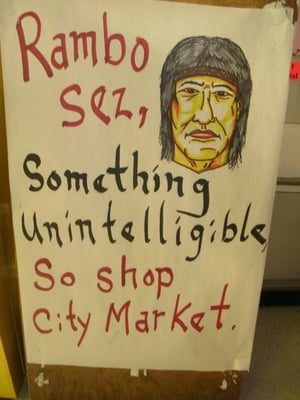 Rambo
sez,
Something
Unintelligible,
So shop
City Market.